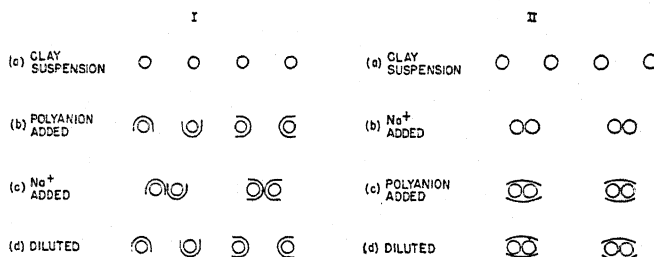 I
(a) CLAY
SUSPENSION
(b) POLYANION
ADDED
(c) Na+
ADDED
(d) DILUTED
II
(a) CLAY
SUSPENSION
(b) Na+
ADDED
(c) POLYANION
ADDED
(d) DILUTED